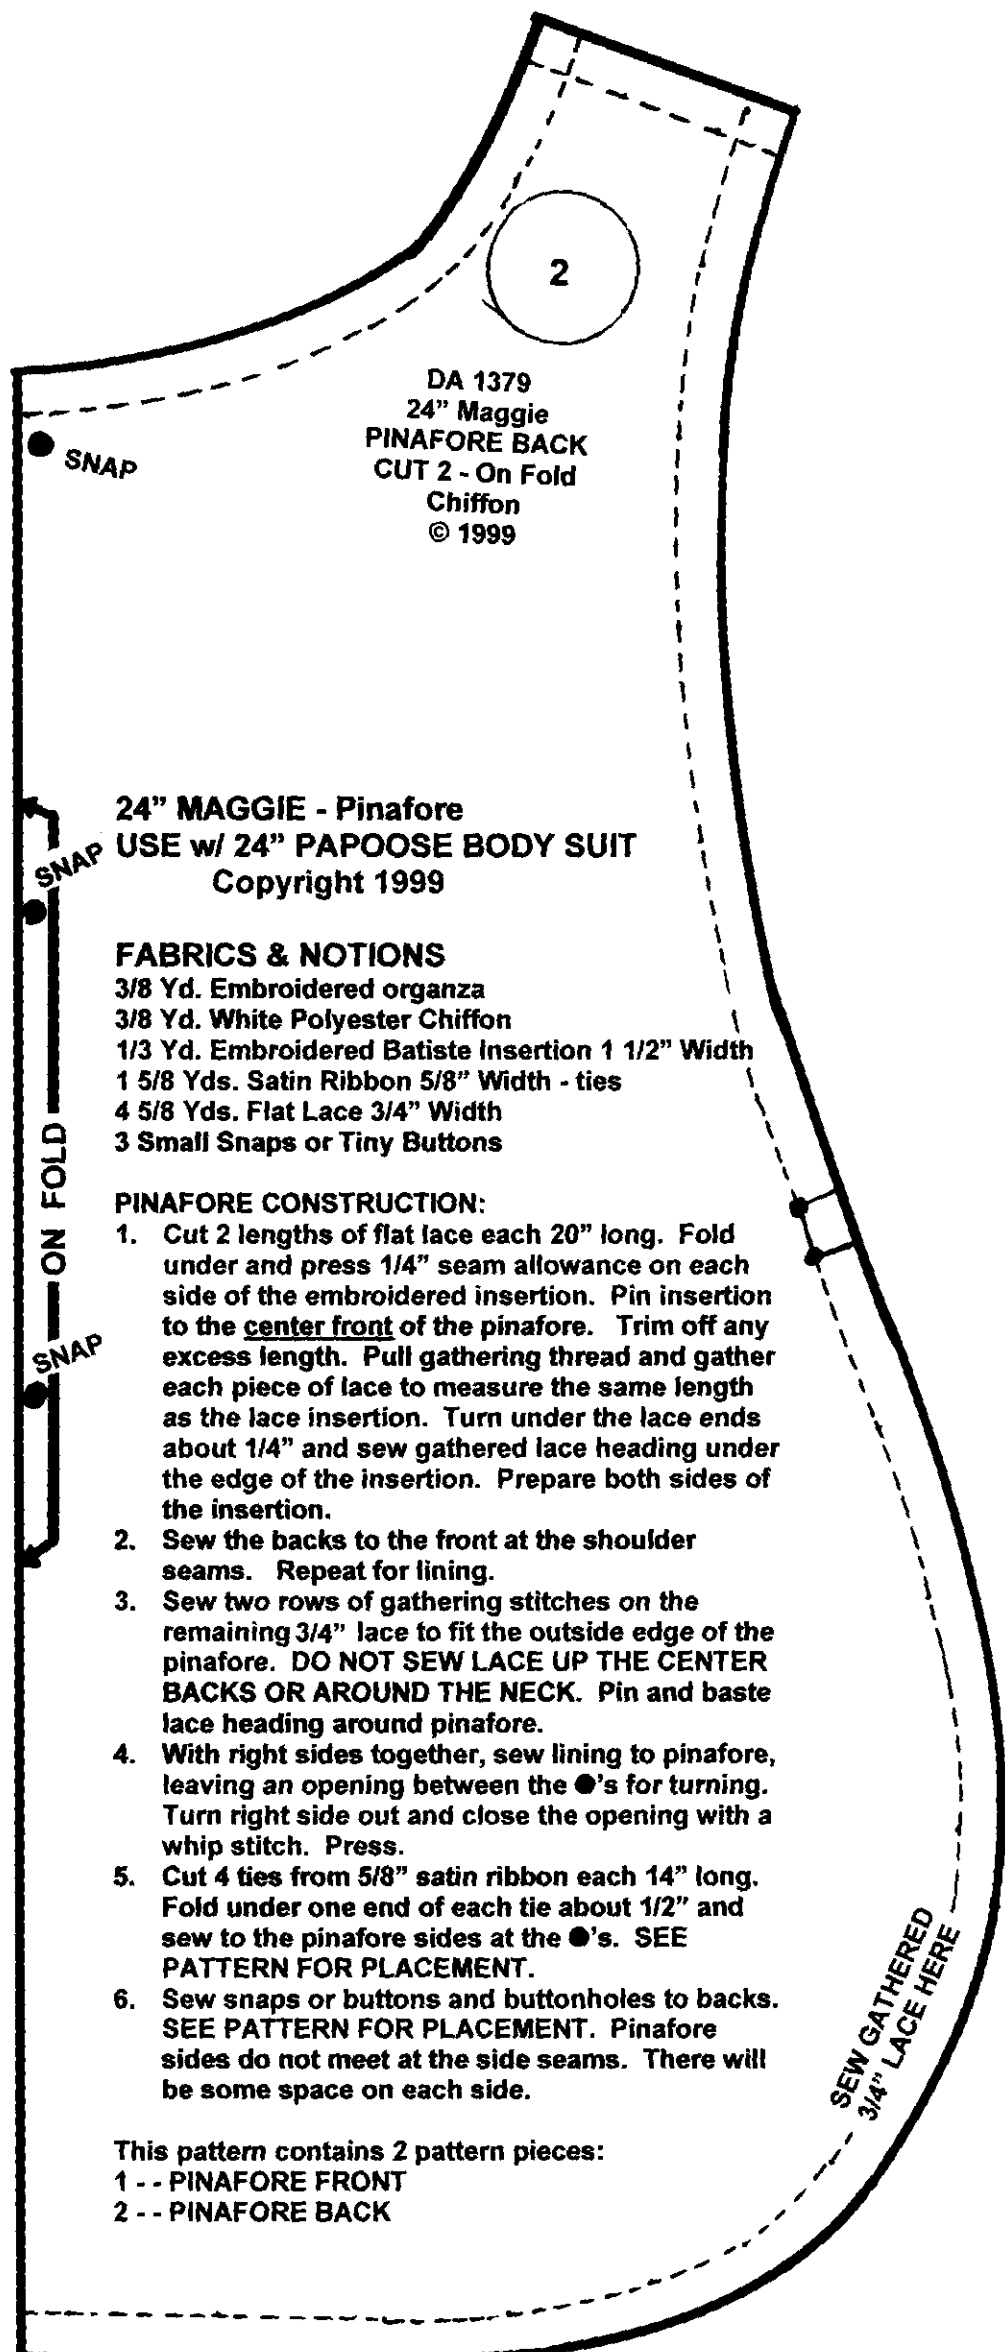 2
DA 1379
24" Maggie
PINAFORE BACK
CUT 2 - On Fold
Chiffon
© 1999
SNAP
24" MAGGIE - Pinafore
USE w/ 24" PAPOOSE BODY SUIT
Copyright 1999
SNAP
FABRICS & NOTIONS
3/8 Yd. Embroidered organza
3/8 Yd. White Polyester Chiffon
1/3 Yd. Embroidered Batiste Insertion 1 1/2" Width
1 5/8 Yds. Satin Ribbon 5/8" Width - ties
4 5/8 Yds. Flat Lace 3/4" Width
3 Small Snaps or Tiny Buttons
ON FOLD
SNAP
PINAFORE CONSTRUCTION:
1. Cut 2 lengths of flat lace each 20" long. Fold
under and press 1/4" seam allowance on each
side of the embroidered insertion. Pin insertion
to the center front of the pinafore. Trim off any
excess length. Pull gathering thread and gather
each piece of lace to measure the same length
as the lace insertion. Turn under the lace ends
about 1/4" and sew gathered lace heading under
the edge of the insertion. Prepare both sides of
the insertion.
2. Sew the backs to the front at the shoulder
seams. Repeat for lining.
3. Sew two rows of gathering stitches on the
remaining 3/4" lace to fit the outside edge of the
pinafore. DO NOT SEW LACE UP THE CENTER
BACKS OR AROUND THE NECK. Pin and baste
lace heading around pinafore.
4. With right sides together, sew lining to pinafore,
leaving an opening between the ●'s for turning.
Turn right side out and close the opening with a
whip stitch. Press.
5. Cut 4 ties from 5/8" satin ribbon each 14" long.
Fold under one end of each tie about 1/2" and
sew to the pinafore sides at the ●'s. SEE
PATTERN FOR PLACEMENT.
6. Sew snaps or buttons and buttonholes to backs.
SEE PATTERN FOR PLACEMENT. Pinafore
sides do not meet at the side seams. There will
be some space on each side.
SEW GATHERED
3/4" LACE HERE
This pattern contains 2 pattern pieces:
1 - - PINAFORE FRONT
2 - - PINAFORE BACK